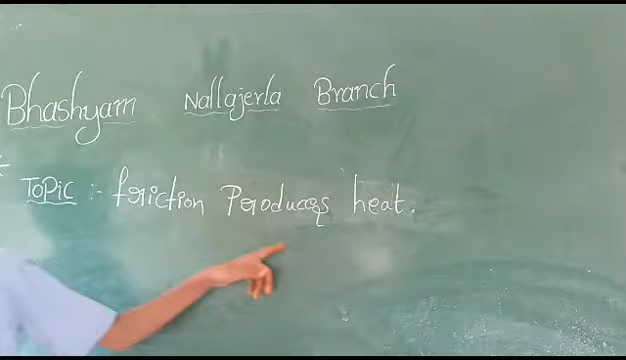 Bhashyam Nallajerla Branch
Topic :- friction Produces heat.